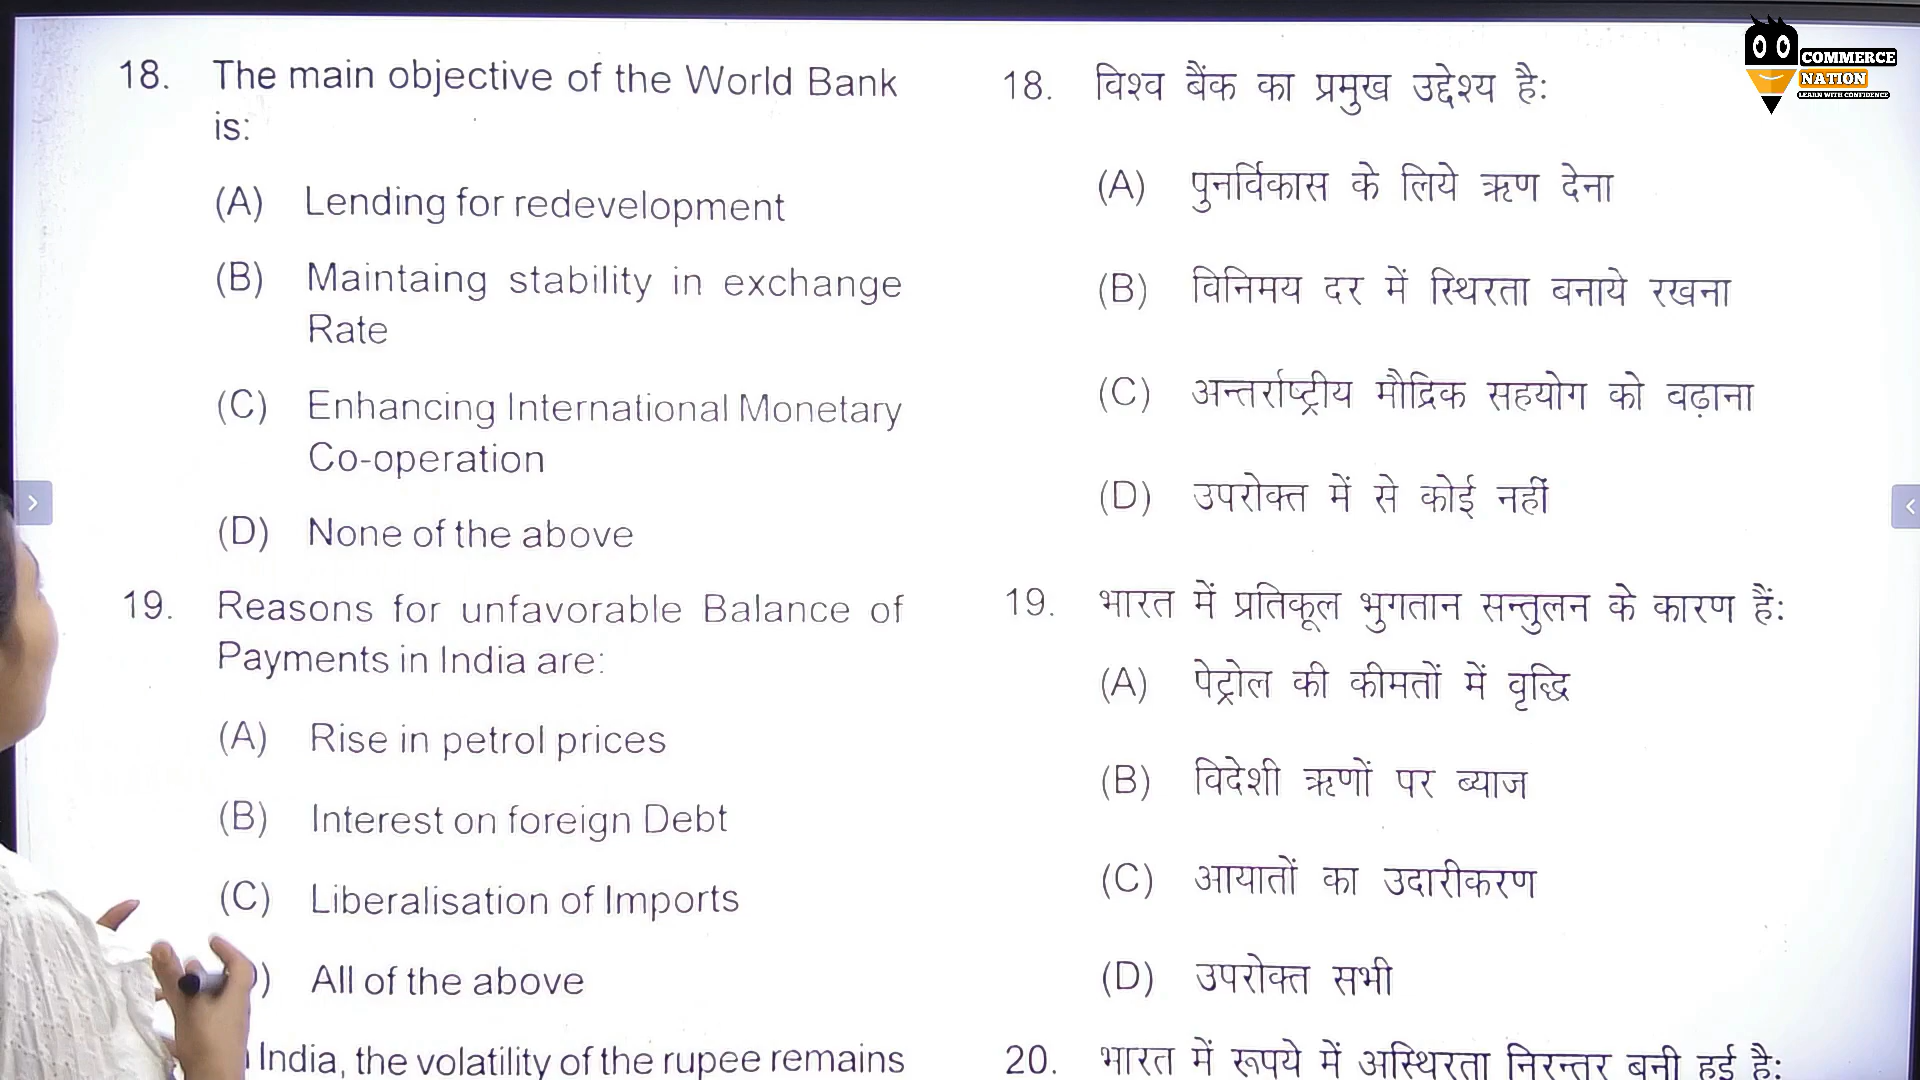 18. The main objective of the World Bank
is:
(A) Lending for redevelopment
(B) Maintaing stability in exchange
Rate
(C) Enhancing International Monetary
Co-operation
(D) None of the above
19. Reasons for unfavorable Balance of
Payments in India are:
(A) Rise in petrol prices
(B) Interest on foreign Debt
(C) Liberalisation of Imports
) All of the above
India, the volatility of the rupee remains
18. विश्व बैंक का प्रमुख उद्देश्य है:
(A) पुनर्विकास के लिये ऋण देना
(B) विनिमय दर में स्थिरता बनाये रखना
(C) अन्तर्राष्ट्रीय मौद्रिक सहयोग को बढ़ाना
(D) उपरोक्त में से कोई नहीं
19. भारत में प्रतिकूल भुगतान सन्तुलन के कारण हैं:
(A) पेट्रोल की कीमतों में वृद्धि
(B) विदेशी ऋणों पर ब्याज
(C) आयातों का उदारीकरण
(D) उपरोक्त सभी
20. भारत में रूपये में अस्थिरता निरन्तर बनी हुई है:
COMMERCE
NATION
LEARN WITH CONFIDENCE